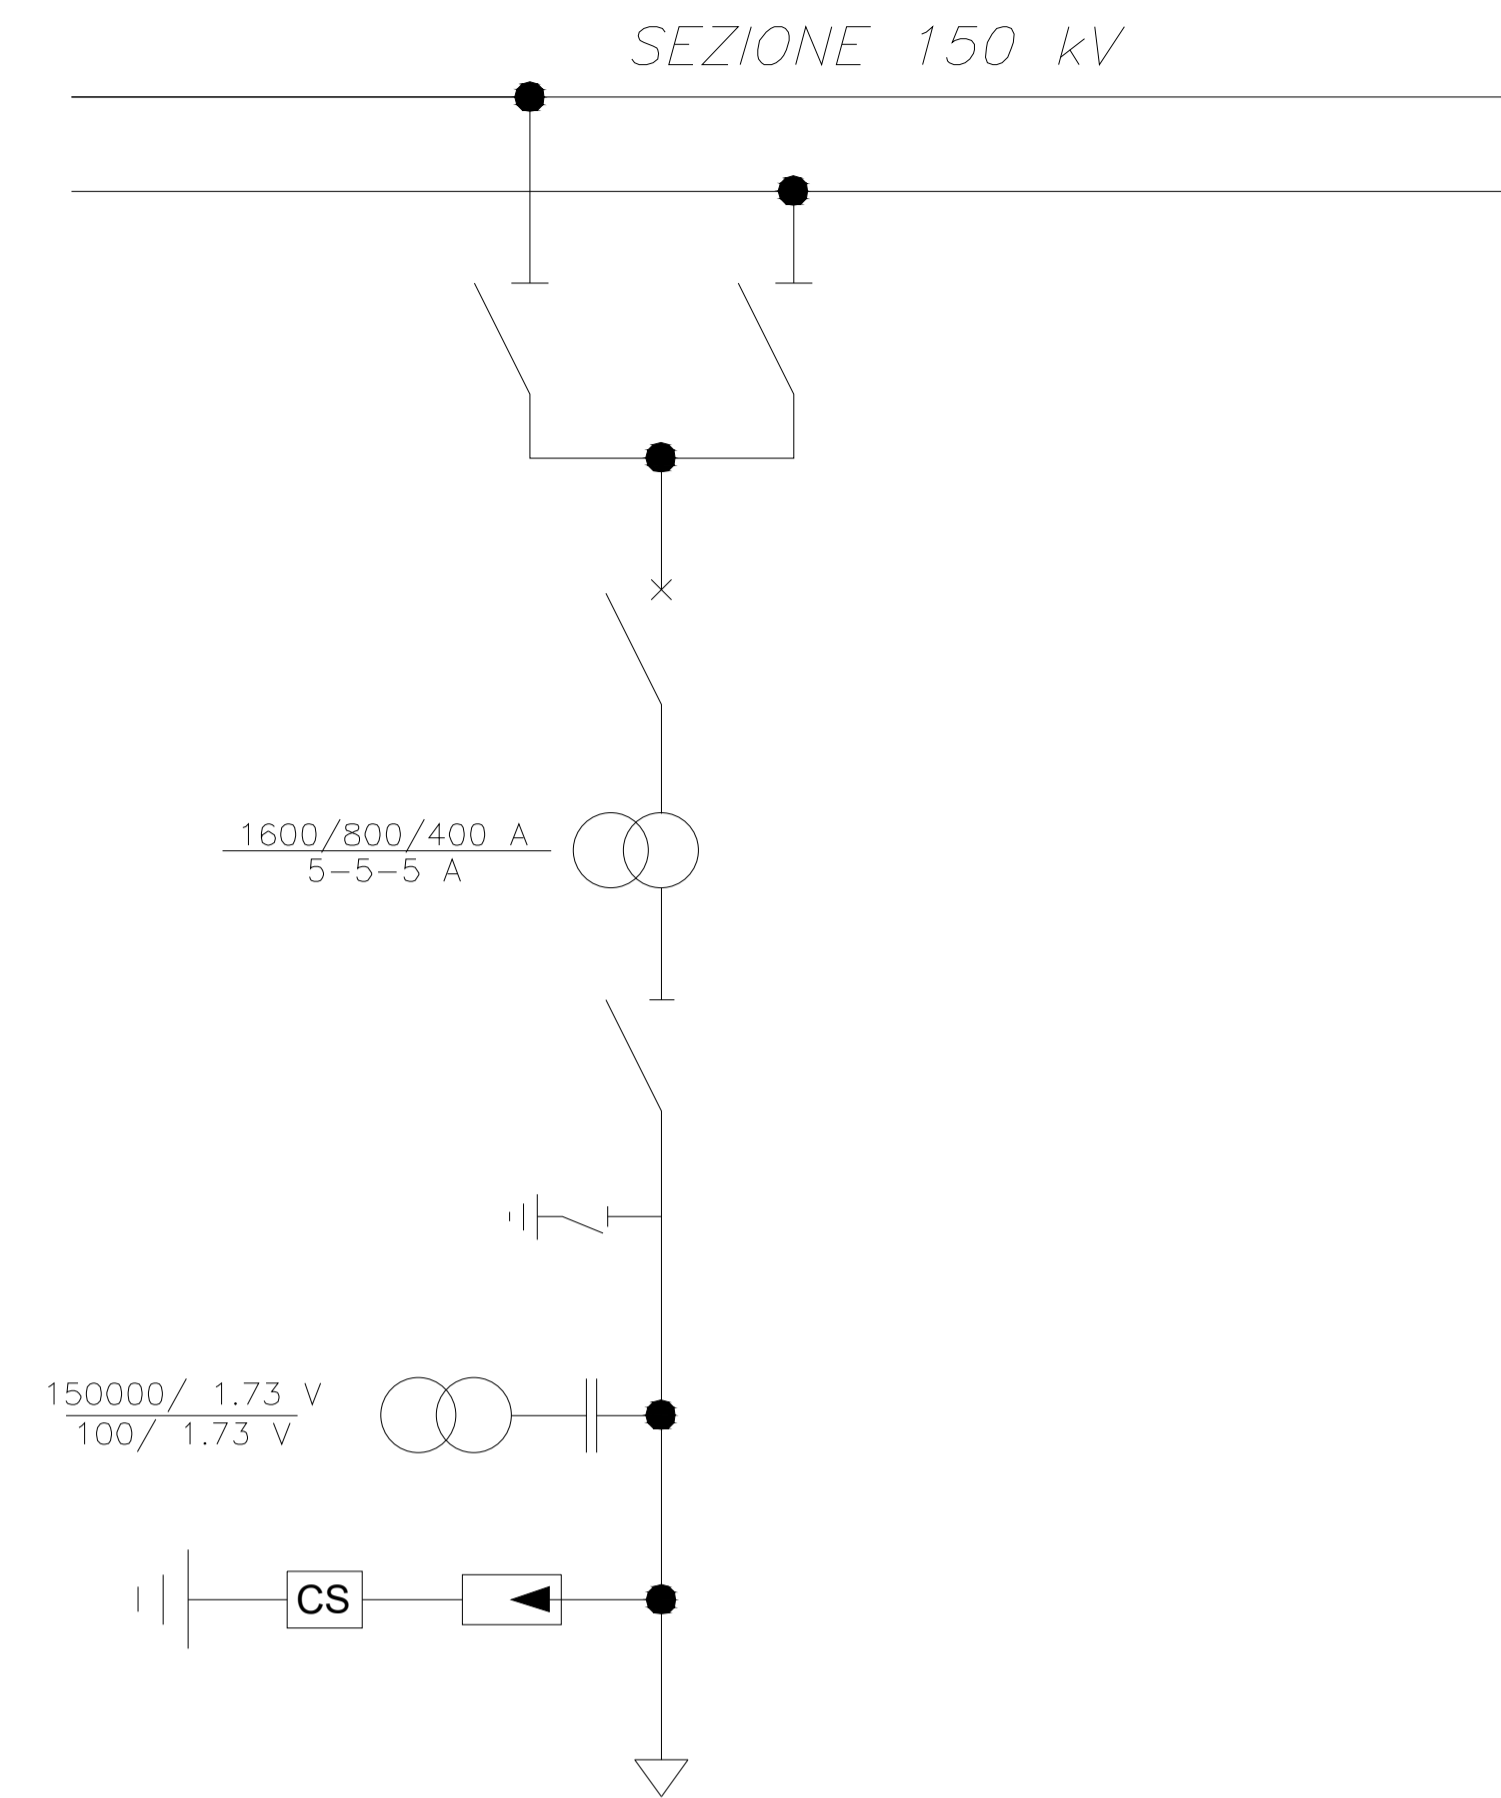 SEZIONE 150 kV
1600/800/400 A
5-5-5 A
150000/ 1.73 V
100/ 1.73 V
CS